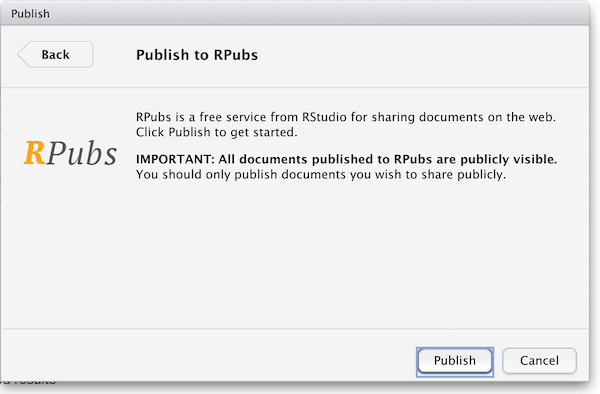 Publish
Back
Publish to RPubs
RPubs is a free service from RStudio for sharing documents on the web.
Click Publish to get started.
RPubs
IMPORTANT: All documents published to RPubs are publicly visible.
You should only publish documents you wish to share publicly.
Publish
Cancel
results